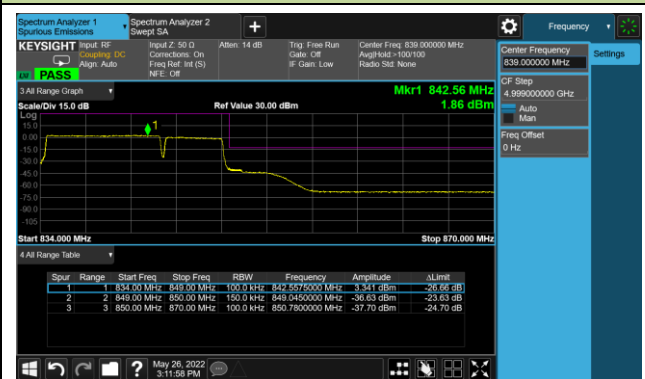 Spectrum Analyzer 1
Spurious Emissions
Spectrum Analyzer 2
Swept SA
+
Frequency
KEYSIGHT
Input: RF
Coupling: DC
Align: Auto
Input Z: 50 Ω
Corrections: On
Freq Ref: Int (S)
NFE: Off
Atten: 14 dB
Trig: Free Run
Gate: Off
IF Gain: Low
Center Freq: 839.000000 MHz
Avg|Hold:>100/100
Radio Std: None
PASS
Center Frequency
839.000000 MHz
Settings
CF Step
4.999000000 GHz
Auto
Man
Freq Offset
0 Hz
3 All Range Graph
Mkr1 842.56 MHz
Scale/Div 15.0 dB
Ref Value 30.00 dBm
1.86 dBm
Log
15.0
0.00
-15.0
-30.0
-45.0
-60.0
-75.0
-90.0
-105
1
Start 834.000 MHz
Stop 870.000 MHz
4 All Range Table
Spur Range Start Freq Stop Freq RBW Frequency Amplitude ΔLimit
1 1 834.00 MHz 849.00 MHz 100.0 kHz 842.5575000 MHz 3.341 dBm -26.66 dB
2 2 849.00 MHz 850.00 MHz 150.0 kHz 849.0450000 MHz -36.63 dBm -23.63 dB
3 3 850.00 MHz 870.00 MHz 100.0 kHz 850.7800000 MHz -37.70 dBm -24.70 dB
?
May 26, 2022
3:11:58 PM